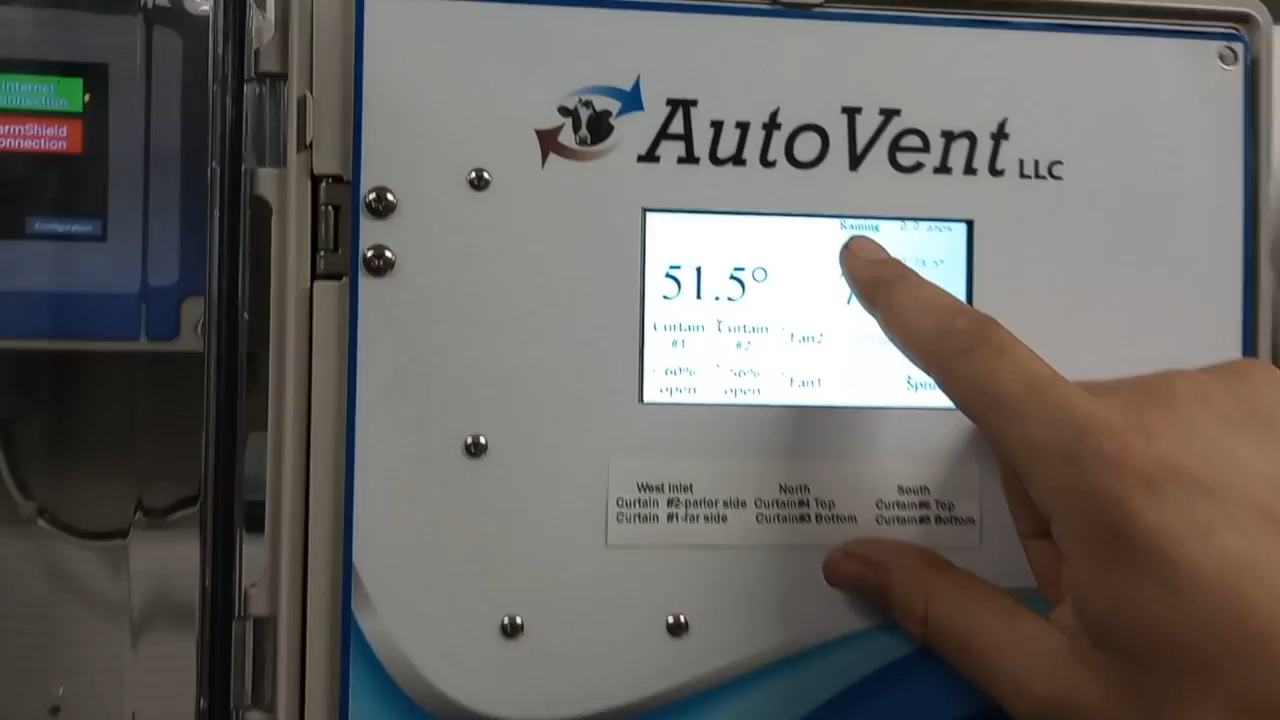 Internet
onnection
armShield
onnection
Configuration
AutoVent LLC
Raining
51.5°
Curtain #1
Curtain #2
Fan2
60% open
50% open
Fan1
West Inlet
Curtain #2-parlor side
Curtain #1-far side
North
Curtain#4 Top
Curtain#3 Bottom
South
Curtain#6 Top
Curtain#5 Bottom